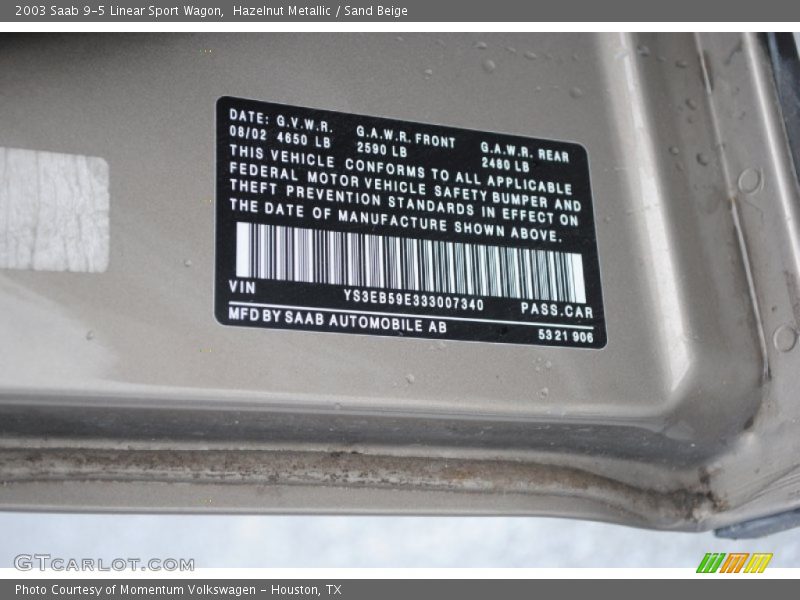 2003 Saab 9-5 Linear Sport Wagon,  Hazelnut Metallic / Sand Beige
DATE: G.V.W.R. G.A.W.R. FRONT G.A.W.R. REAR
08/02 4650 LB 2590 LB 2480 LB
THIS VEHICLE CONFORMS TO ALL APPLICABLE
FEDERAL MOTOR VEHICLE SAFETY BUMPER AND
THEFT PREVENTION STANDARDS IN EFFECT ON
THE DATE OF MANUFACTURE SHOWN ABOVE.
VIN YS3EB59E333007340 PASS.CAR
MFD BY SAAB AUTOMOBILE AB 5321906
GTCARLOT.COM
Photo Courtesy of Momentum Volkswagen - Houston, TX